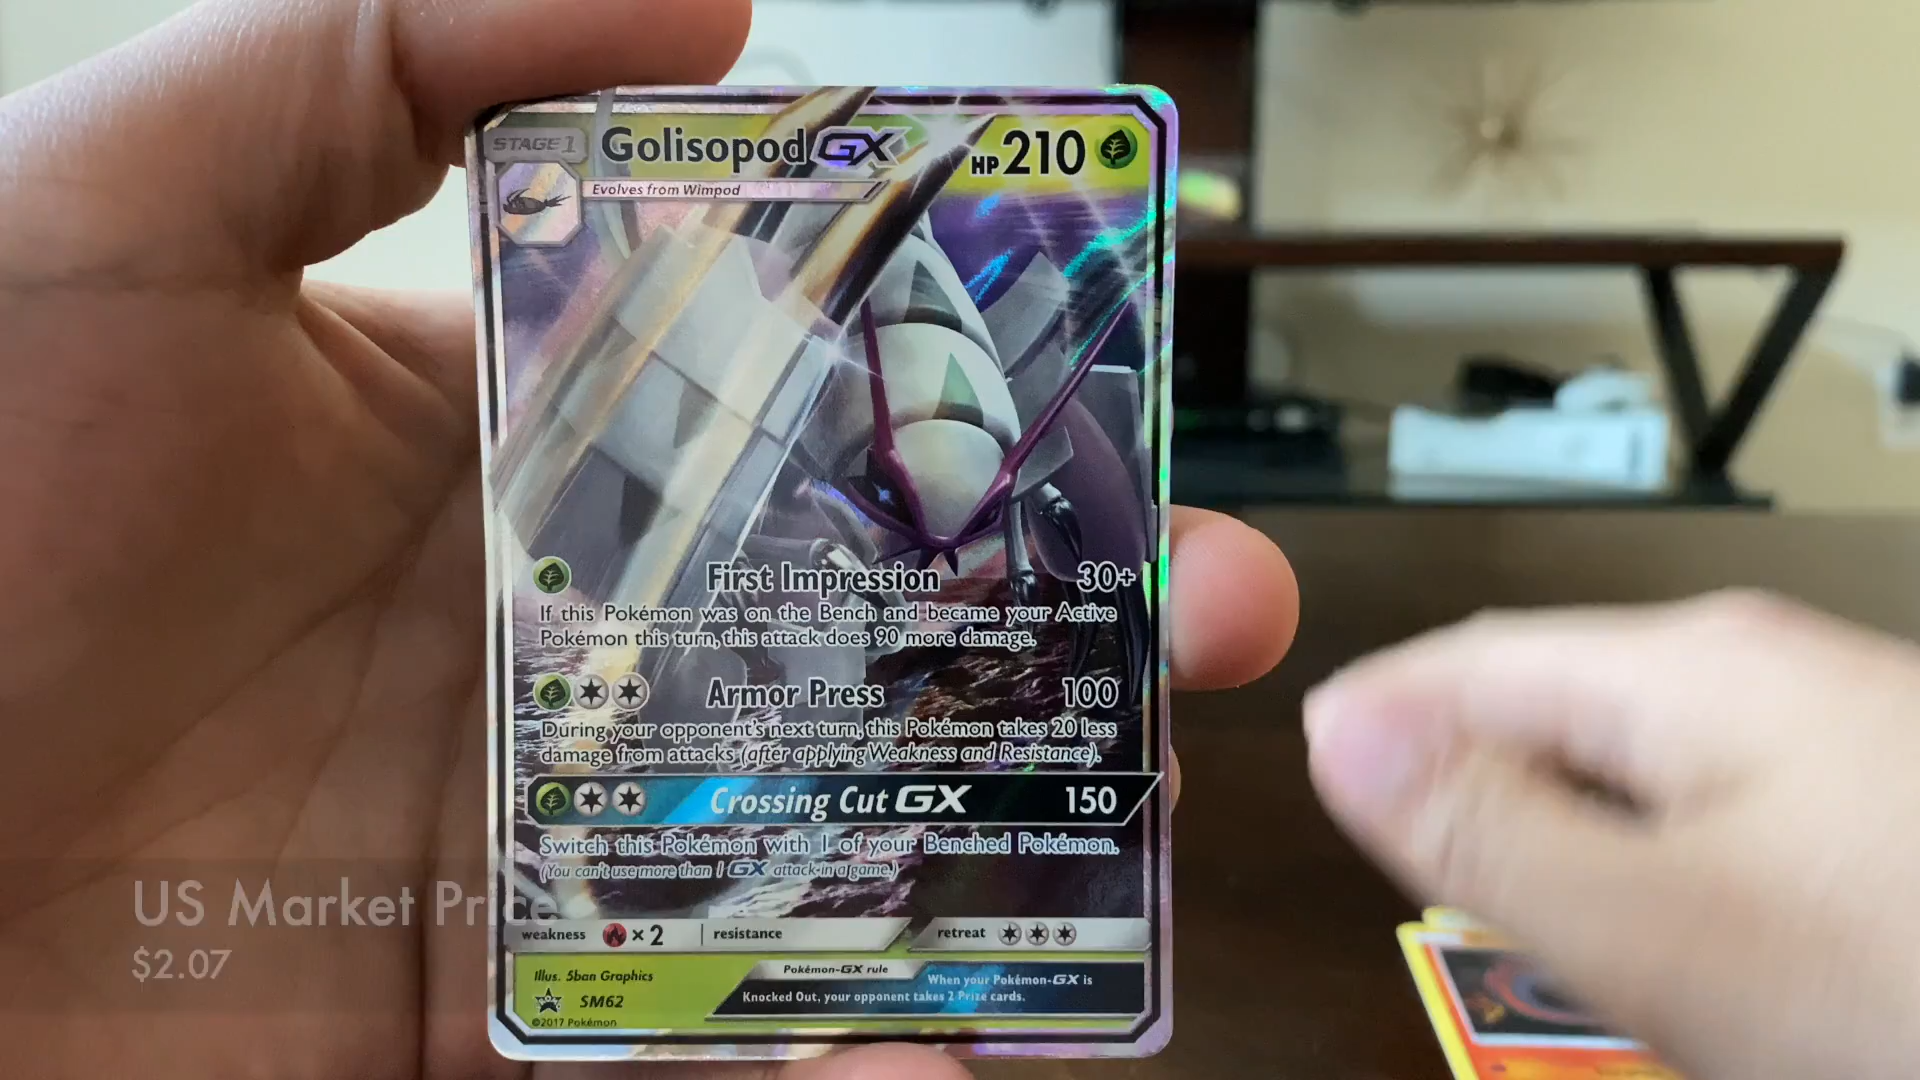 STAGE 1 Golisopod GX HP 210
Evolves from Wimpod
First Impression 30+
If this Pokémon was on the Bench and became your Active
Pokémon this turn, this attack does 90 more damage.
Armor Press 100
During your opponent's next turn, this Pokémon takes 20 less
damage from attacks (after applying Weakness and Resistance).
Crossing Cut GX 150
Switch this Pokémon with 1 of your Benched Pokémon.
(You can't use more than 1 GX attack in a game.)
US Market Price
$2.07
weakness × 2 resistance retreat
Illus. 5ban Graphics
SM62
©2017 Pokémon
Pokémon-GX rule
When your Pokémon-GX is
Knocked Out, your opponent takes 2 Prize cards.